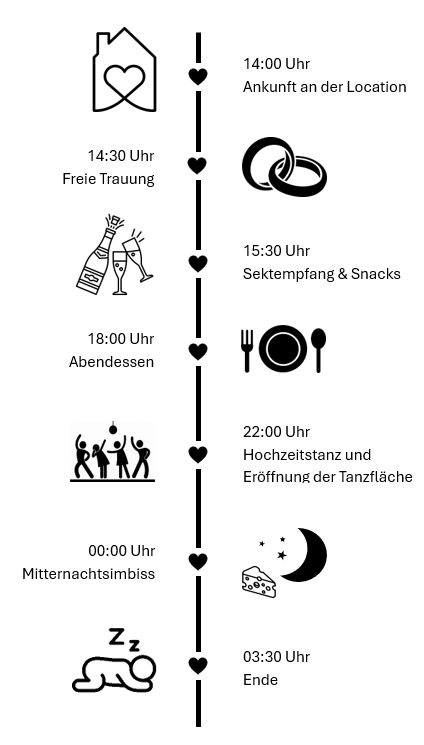 14:00 Uhr
Ankunft an der Location
14:30 Uhr
Freie Trauung
15:30 Uhr
Sektempfang & Snacks
18:00 Uhr
Abendessen
22:00 Uhr
Hochzeitstanz und
Eröffnung der Tanzfläche
00:00 Uhr
Mitternachtsimbiss
Z z
03:30 Uhr
Ende